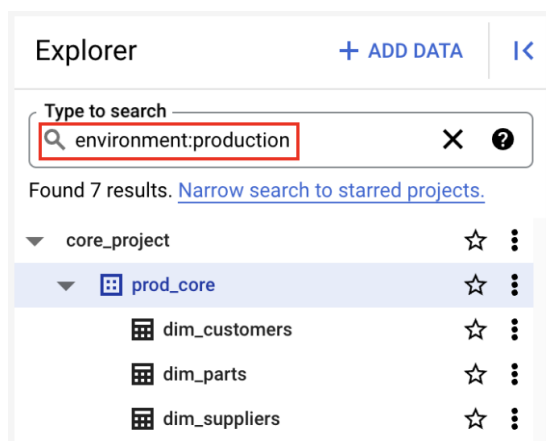 Explorer
+ ADD DATA
Type to search
environment:production
Found 7 results. Narrow search to starred projects.
core_project
prod_core
dim_customers
dim_parts
dim_suppliers